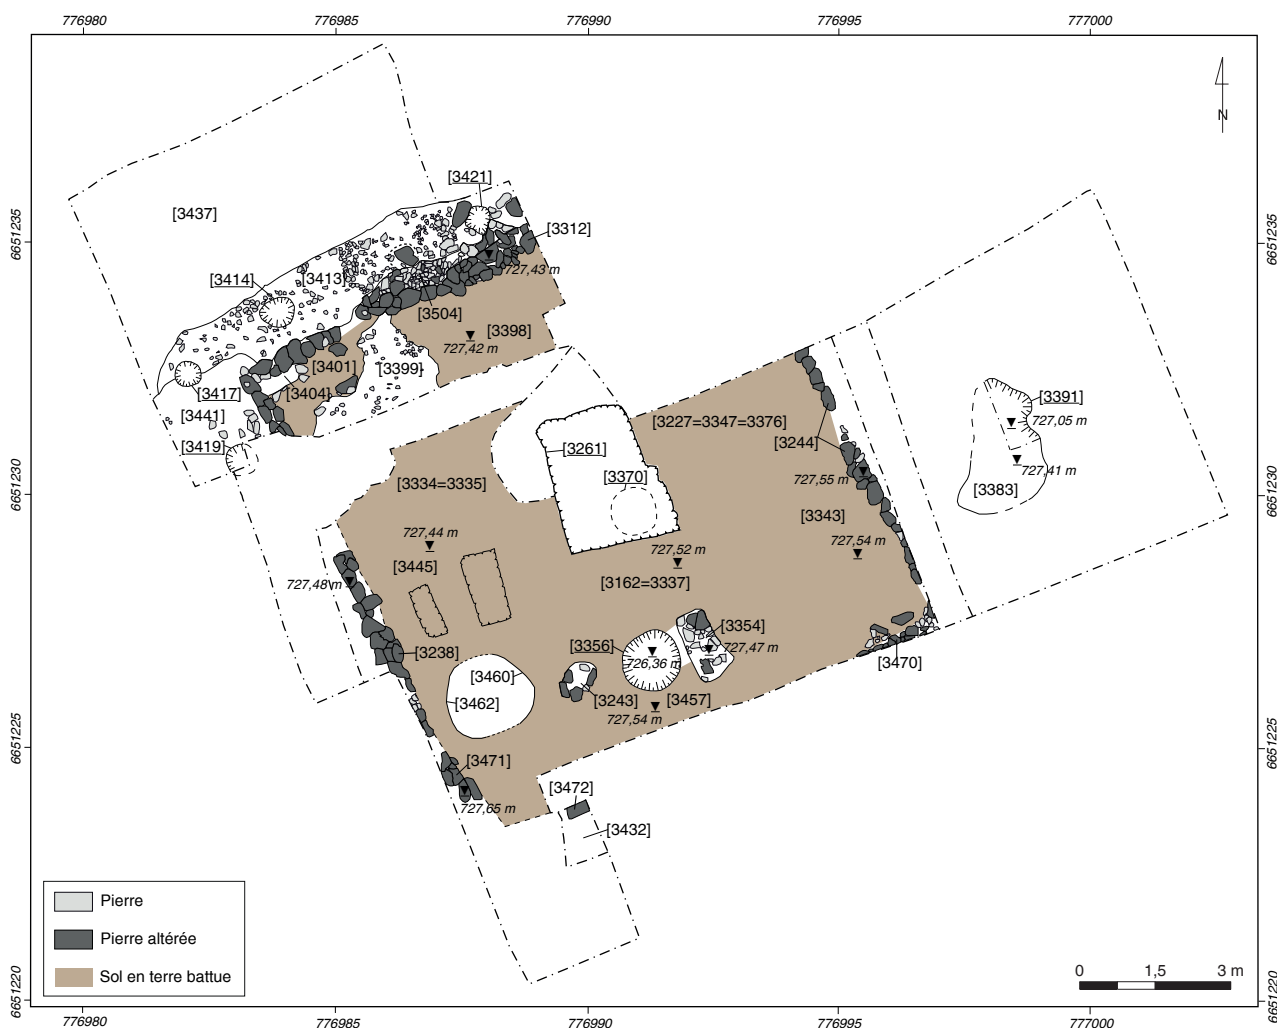 776980 776985 776990 776995 777000
N
[3421]
[3437]
6651235
[3312]
6651235
727,43 m
[3414]
[3413]
[3504]
[3398]
727,42 m
[3401]
[3399]
[3417]
[3404]
[3441]
[3391]
727,05 m
[3227=3347=3376]
[3244]
[3419]
[3261]
727,41 m
[3370]
727,55 m
6651230
[3334=3335]
[3383]
6651230
[3343]
727,44 m
727,52 m
727,54 m
[3445]
727,48 m
[3162=3337]
[3354]
[3356]
727,47 m
[3238]
726,36 m
[3470]
[3460]
[3462]
[3243]
[3457]
727,54 m
6651225
[3471]
6651225
[3472]
727,65 m
[3432]
Pierre
Pierre altérée
Sol en terre battue
0 1,5 3 m
6651220
6651220
776980 776985 776990 776995 777000